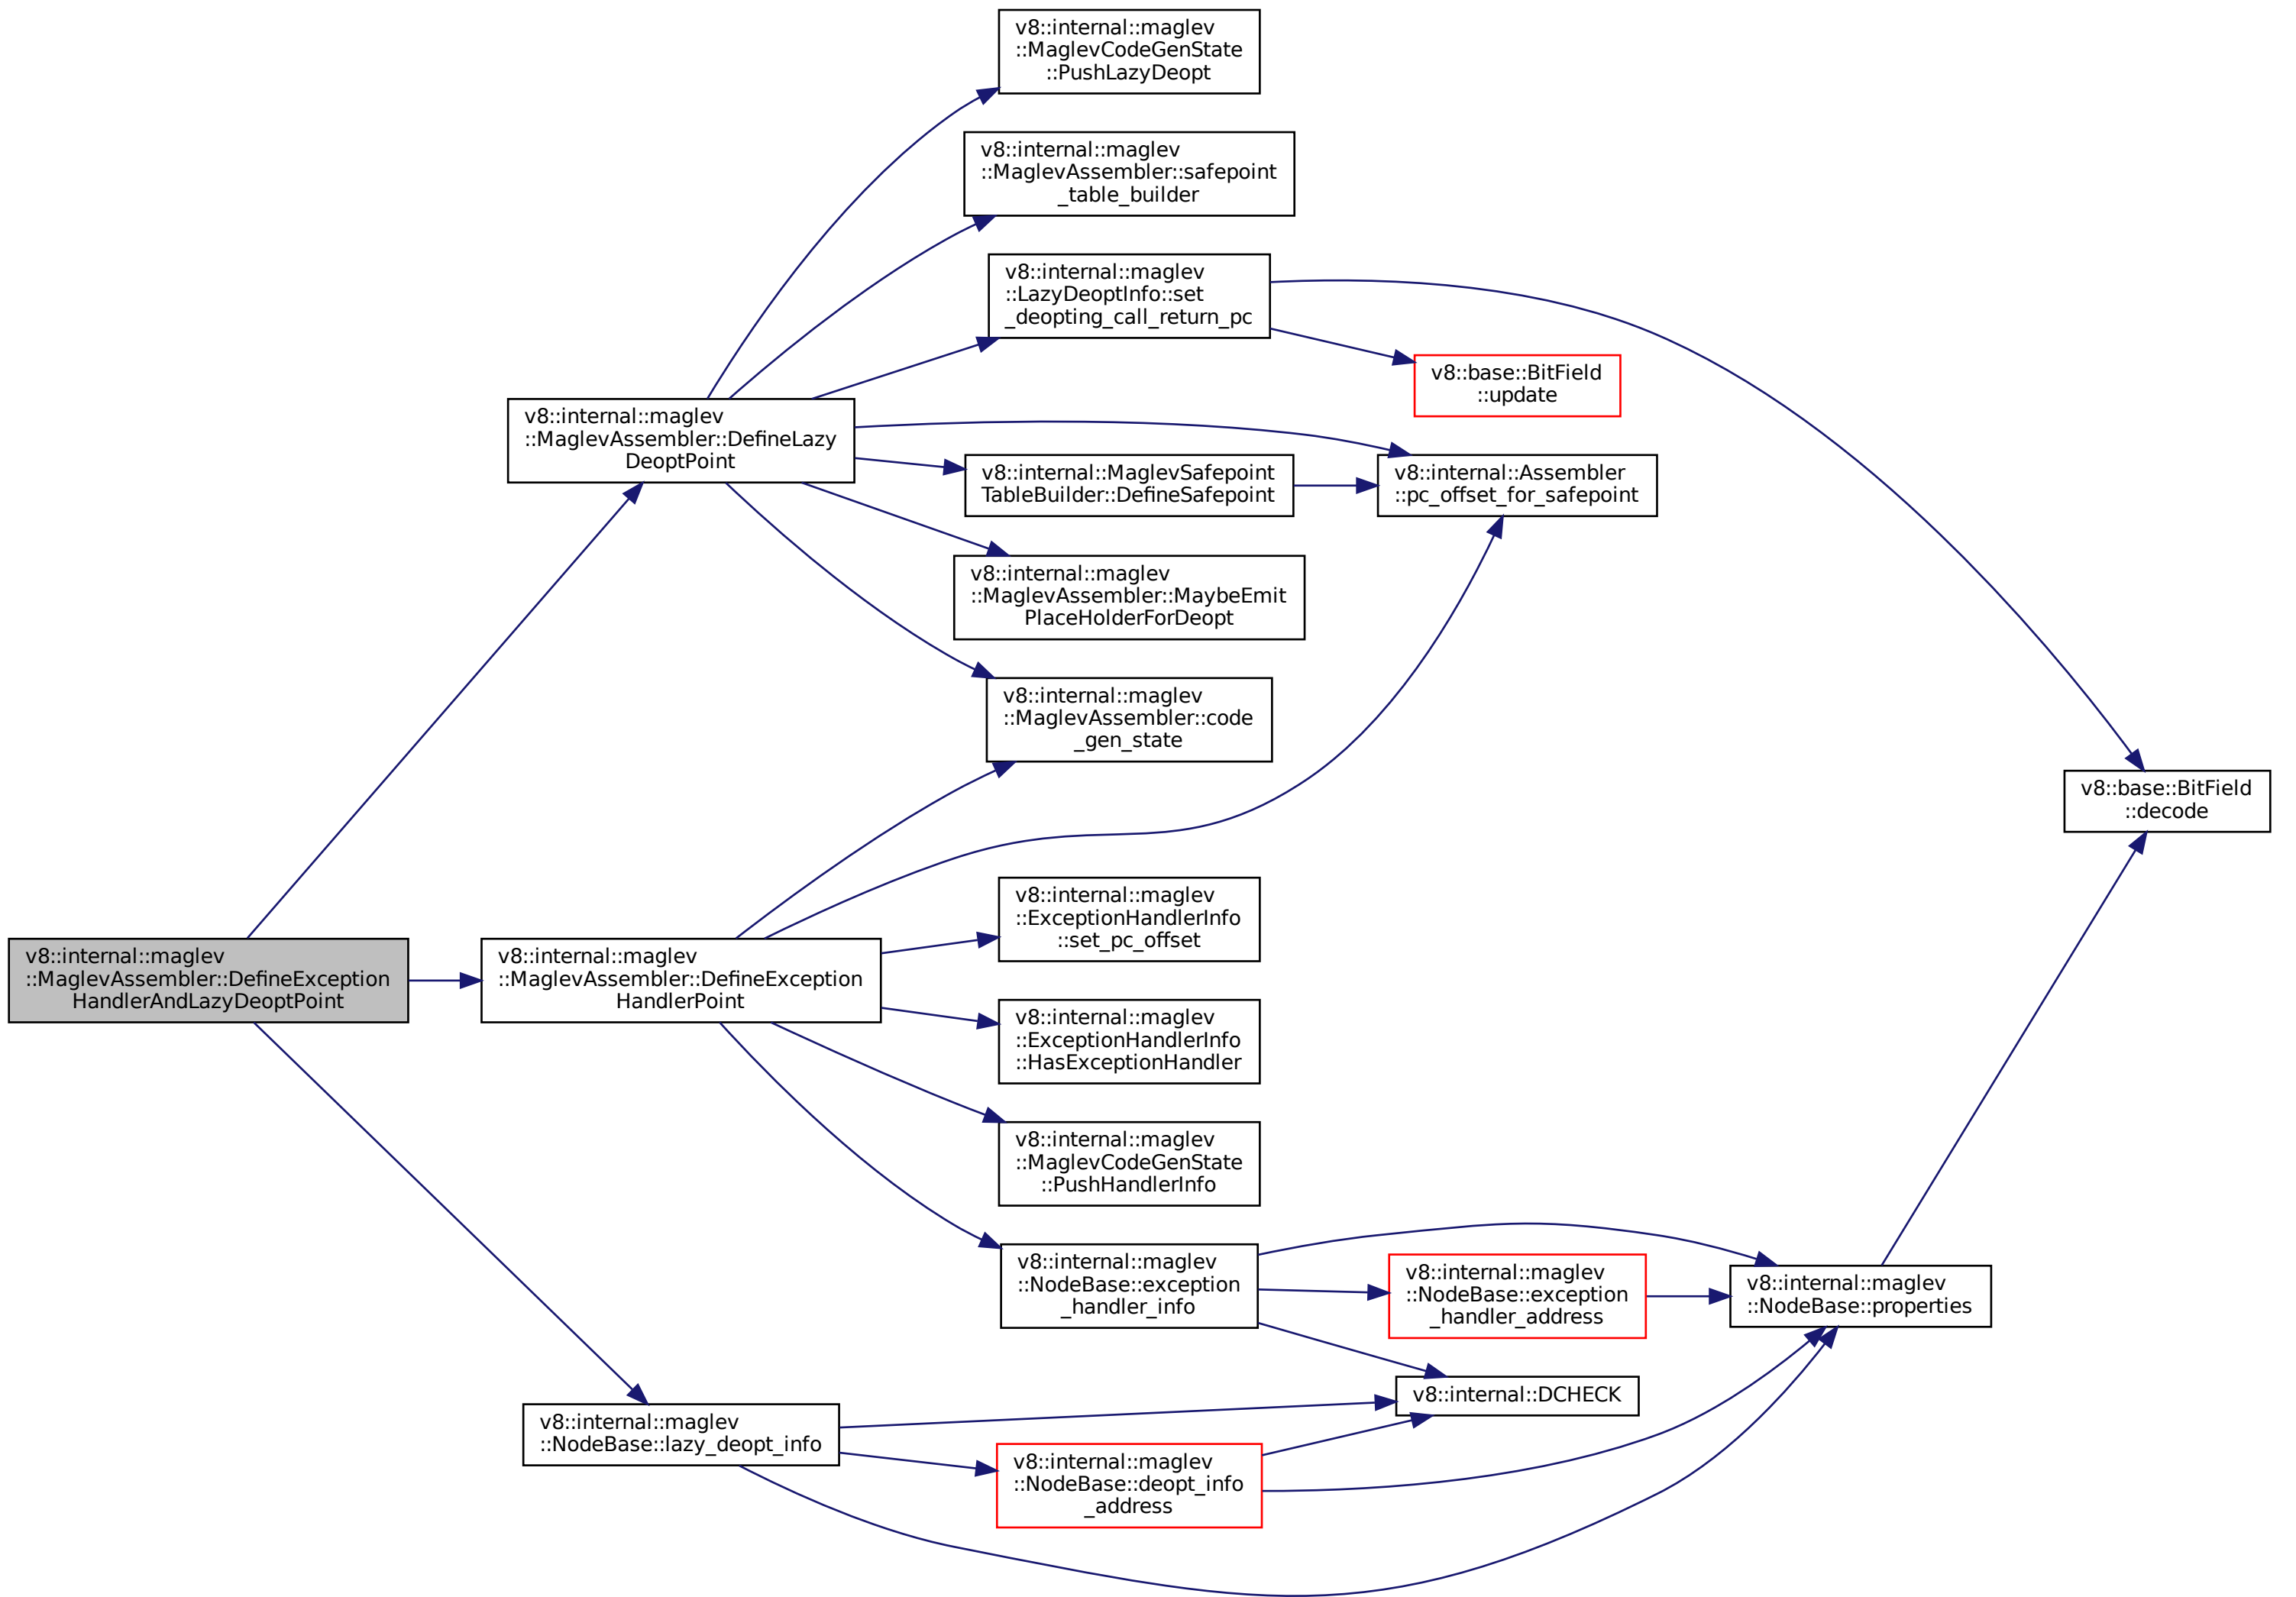 v8::internal::maglev
::MaglevCodeGenState
::PushLazyDeopt
v8::internal::maglev
::MaglevAssembler::safepoint
_table_builder
v8::internal::maglev
::LazyDeoptInfo::set
_deopting_call_return_pc
v8::base::BitField
::update
v8::internal::maglev
::MaglevAssembler::DefineLazy
DeoptPoint
v8::internal::MaglevSafepoint
TableBuilder::DefineSafepoint
v8::internal::Assembler
::pc_offset_for_safepoint
v8::internal::maglev
::MaglevAssembler::MaybeEmit
PlaceHolderForDeopt
v8::internal::maglev
::MaglevAssembler::code
_gen_state
v8::base::BitField
::decode
v8::internal::maglev
::ExceptionHandlerInfo
::set_pc_offset
v8::internal::maglev
::MaglevAssembler::DefineException
HandlerAndLazyDeoptPoint
v8::internal::maglev
::MaglevAssembler::DefineException
HandlerPoint
v8::internal::maglev
::ExceptionHandlerInfo
::HasExceptionHandler
v8::internal::maglev
::MaglevCodeGenState
::PushHandlerInfo
v8::internal::maglev
::NodeBase::exception
_handler_info
v8::internal::maglev
::NodeBase::exception
_handler_address
v8::internal::maglev
::NodeBase::properties
v8::internal::DCHECK
v8::internal::maglev
::NodeBase::lazy_deopt_info
v8::internal::maglev
::NodeBase::deopt_info
_address